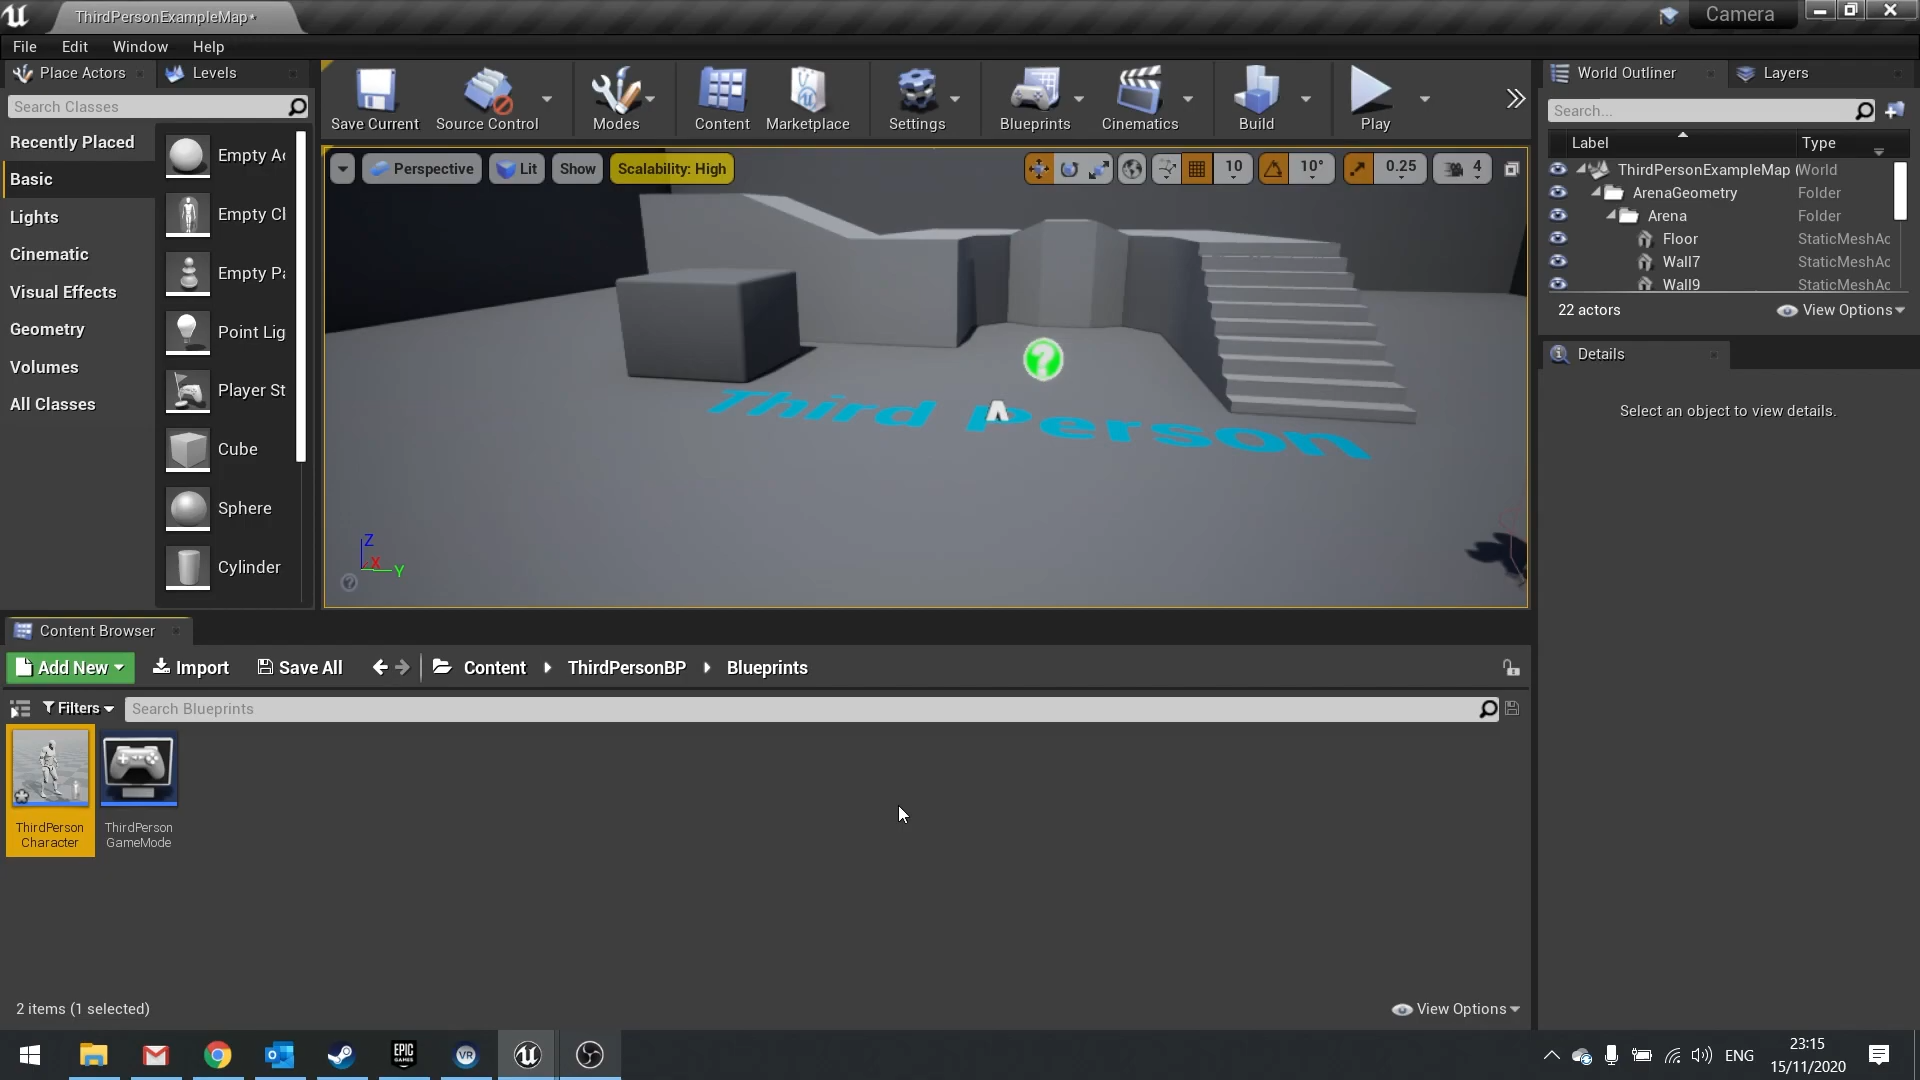 ThirdPersonExampleMap*
Camera
File Edit Window Help
Place Actors
Levels
Search Classes
Recently Placed
Basic
Lights
Cinematic
Visual Effects
Geometry
Volumes
All Classes
Empty Ac
Empty Cl
Empty Pa
Point Lig
Player St
Cube
Sphere
Cylinder
Save Current
Source Control
Modes
Content
Marketplace
Settings
Blueprints
Cinematics
Build
Play
Perspective
Lit
Show
Scalability: High
10
10°
0.25
4
Third Person
Z
X
Y
World Outliner
Layers
Search...
Label Type
ThirdPersonExampleMap ( World
ArenaGeometry Folder
Arena Folder
Floor StaticMeshAc
Wall7 StaticMeshAc
Wall9 StaticMeshAc
22 actors
View Options
Details
Select an object to view details.
Content Browser
Add New
Import
Save All
Content
ThirdPersonBP
Blueprints
Filters
Search Blueprints
ThirdPerson
Character
ThirdPerson
GameMode
2 items (1 selected)
View Options
EPIC
GAMES
VR
ENG
23:15
15/11/2020